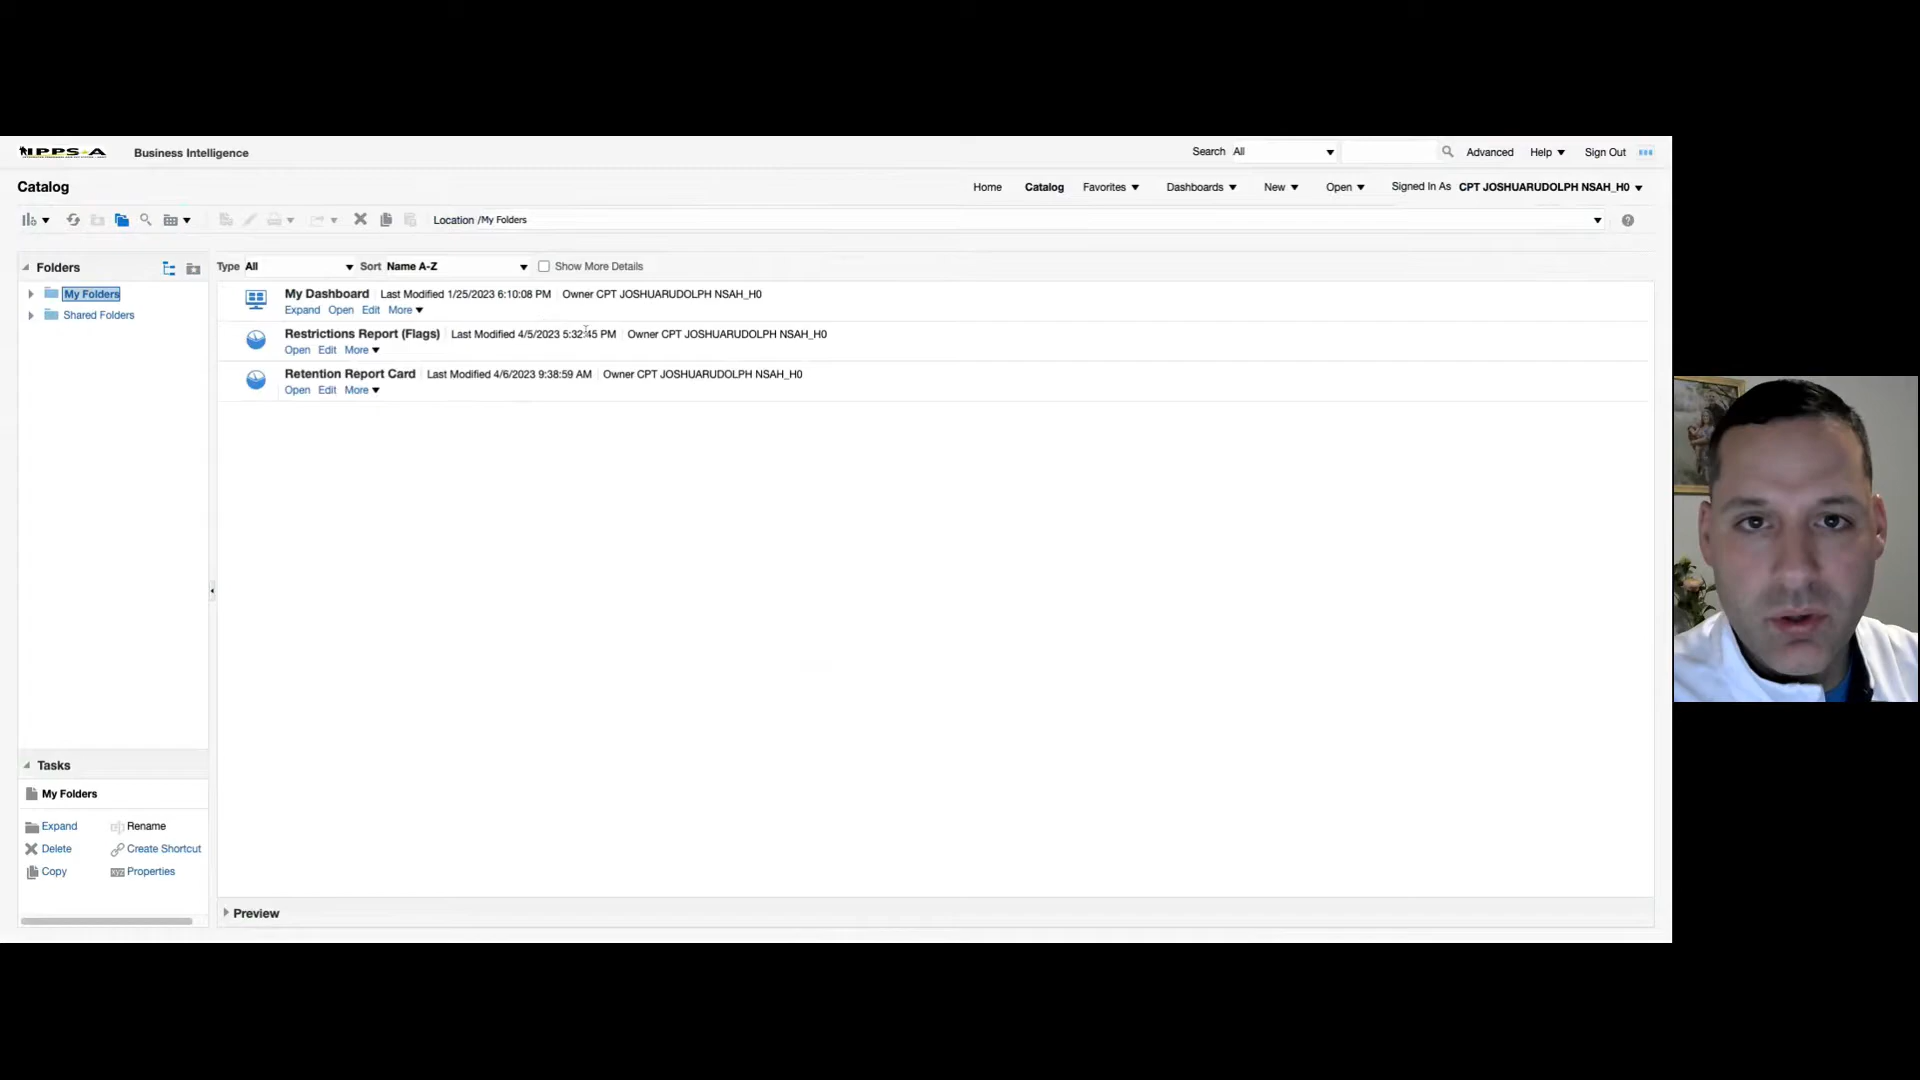 IPPS-A Business Intelligence Search All Advanced Help Sign Out
Catalog Home Catalog Favorites Dashboards New Open Signed In As CPT JOSHUARUDOLPH NSAH_H0
Location /My Folders
Folders
My Folders
Shared Folders
Type All Sort Name A-Z Show More Details
My Dashboard Last Modified 1/25/2023 6:10:08 PM Owner CPT JOSHUARUDOLPH NSAH_H0
Expand Open Edit More
Restrictions Report (Flags) Last Modified 4/5/2023 5:32:45 PM Owner CPT JOSHUARUDOLPH NSAH_H0
Open Edit More
Retention Report Card Last Modified 4/6/2023 9:38:59 AM Owner CPT JOSHUARUDOLPH NSAH_H0
Open Edit More
Tasks
My Folders
Expand Rename
Delete Create Shortcut
Copy xyz Properties
Preview